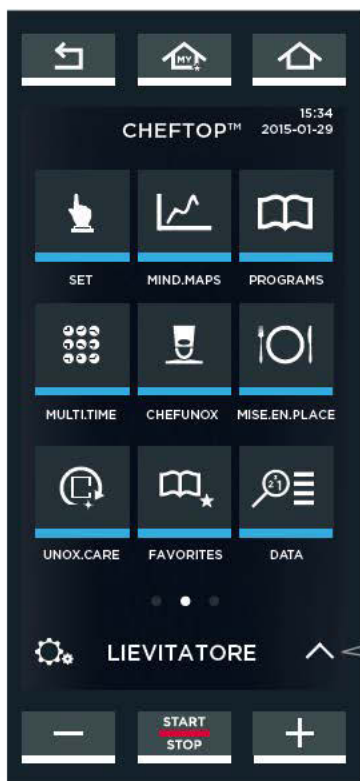 MY
15:34
CHEFTOP™ 2015-01-29
SET MIND.MAPS PROGRAMS
MULTI.TIME CHEFUNOX MISE.EN.PLACE
UNOX.CARE FAVORITES DATA
LIEVITATORE
START
STOP